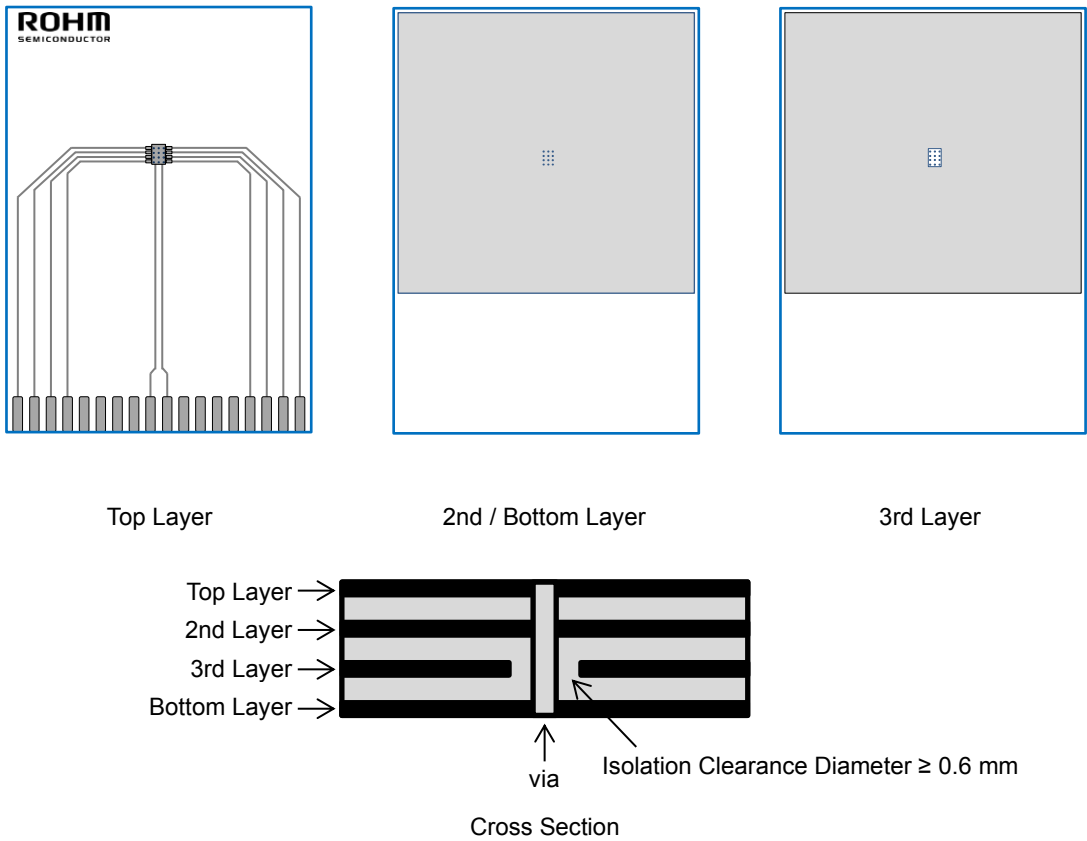 ROHM
SEMICONDUCTOR
Top Layer
2nd / Bottom Layer
3rd Layer
Top Layer
2nd Layer
3rd Layer
Bottom Layer
Isolation Clearance Diameter ≥ 0.6 mm
via
Cross Section